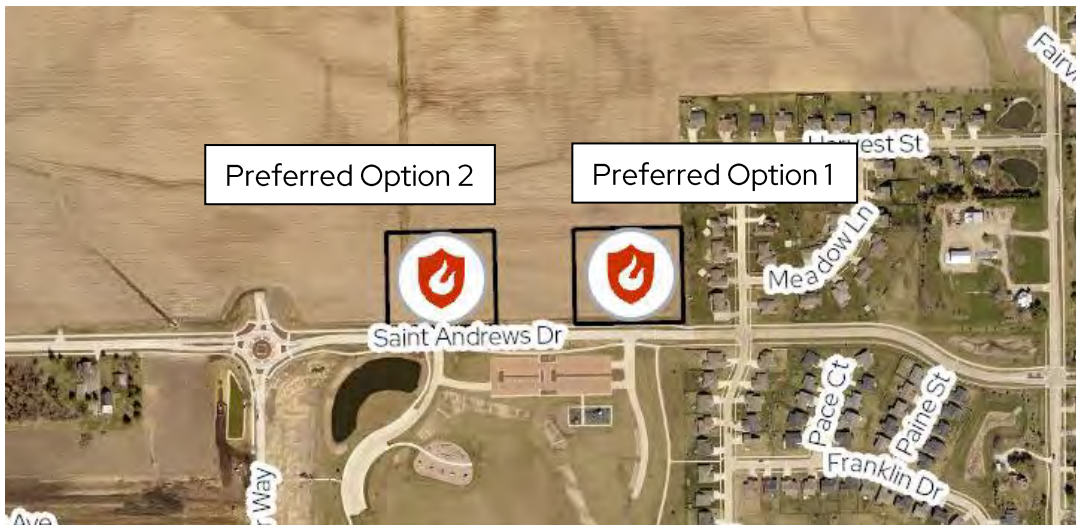 Fairv
Harvest St
Preferred Option 2
Preferred Option 1
Meadow Ln
Saint Andrews Dr
Pace Ct
Paine St
Franklin Dr
r Way
Ave